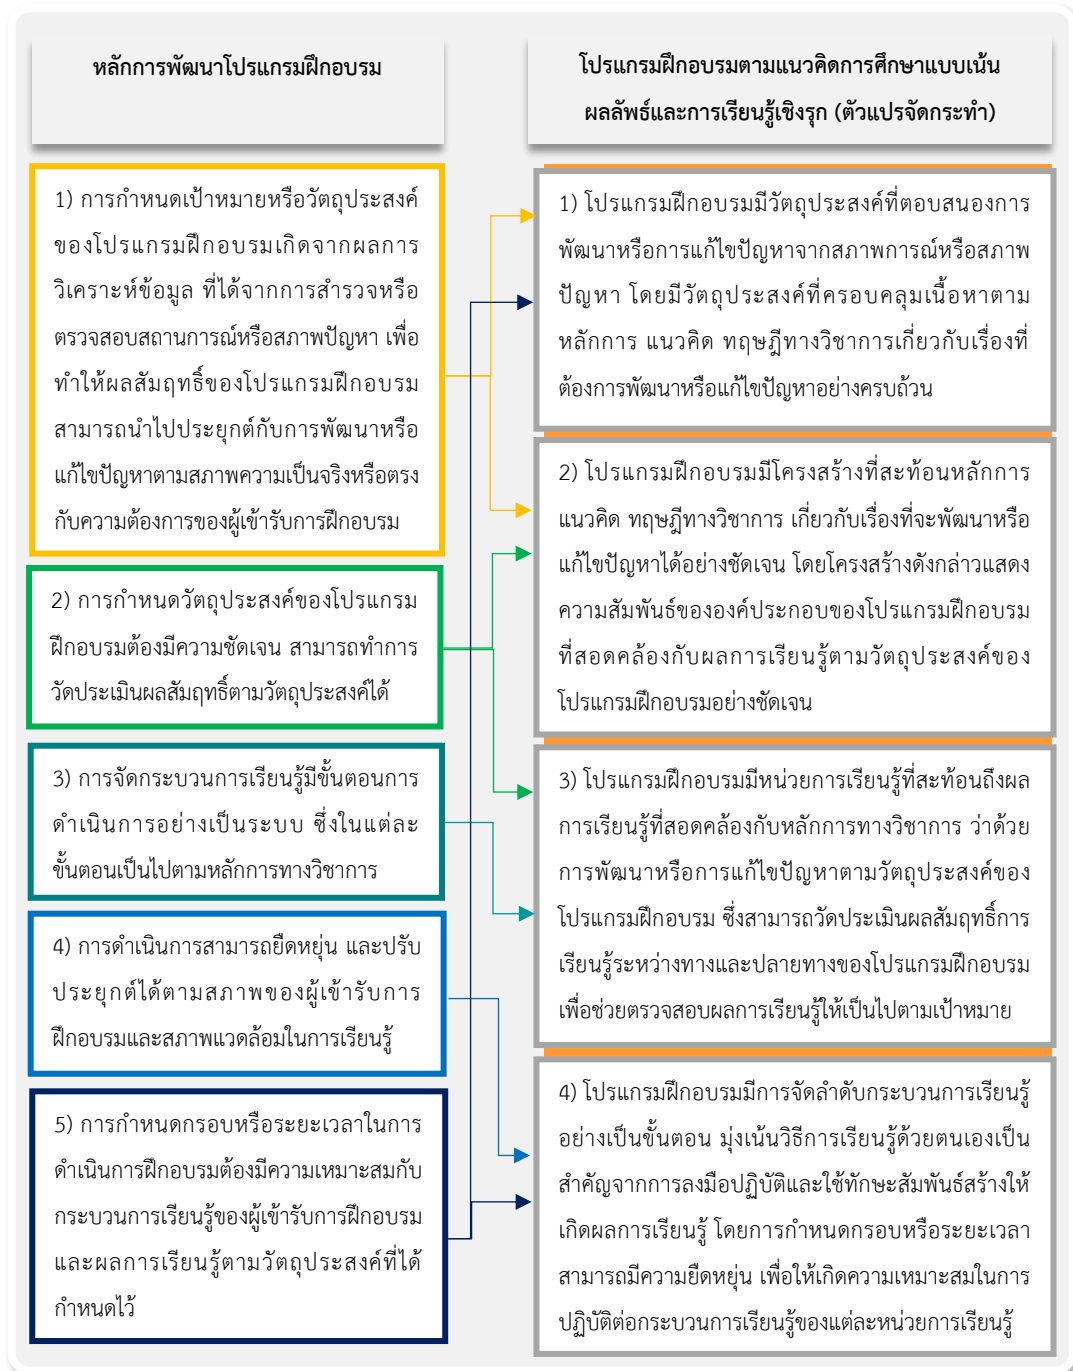 หลักการพัฒนาโปรแกรมฝึกอบรม
โปรแกรมฝึกอบรมตามแนวคิดการศึกษาแบบเน้น
ผลลัพธ์และการเรียนรู้เชิงรุก (ตัวแปรจัดกระทำ)
1) การกำหนดเป้าหมายหรือวัตถุประสงค์
ของโปรแกรมฝึกอบรมเกิดจากผลการ
วิเคราะห์ข้อมูล ที่ได้จากการสำรวจหรือ
ตรวจสอบสถานการณ์หรือสภาพปัญหา เพื่อ
ทำให้ผลสัมฤทธิ์ของโปรแกรมฝึกอบรม
สามารถนำไปประยุกต์กับการพัฒนาหรือ
แก้ไขปัญหาตามสภาพความเป็นจริงหรือตรง
กับความต้องการของผู้เข้ารับการฝึกอบรม
2) การกำหนดวัตถุประสงค์ของโปรแกรม
ฝึกอบรมต้องมีความชัดเจน สามารถทำการ
วัดประเมินผลสัมฤทธิ์ตามวัตถุประสงค์ได้
3) การจัดกระบวนการเรียนรู้มีขั้นตอนการ
ดำเนินการอย่างเป็นระบบ ซึ่งในแต่ละ
ขั้นตอนเป็นไปตามหลักการทางวิชาการ
4) การดำเนินการสามารถยืดหยุ่น และปรับ
ประยุกต์ได้ตามสภาพของผู้เข้ารับการ
ฝึกอบรมและสภาพแวดล้อมในการเรียนรู้
5) การกำหนดกรอบหรือระยะเวลาในการ
ดำเนินการฝึกอบรมต้องมีความเหมาะสมกับ
กระบวนการเรียนรู้ของผู้เข้ารับการฝึกอบรม
และผลการเรียนรู้ตามวัตถุประสงค์ที่ได้
กำหนดไว้
1) โปรแกรมฝึกอบรมมีวัตถุประสงค์ที่ตอบสนองการ
พัฒนาหรือการแก้ไขปัญหาจากสภาพการณ์หรือสภาพ
ปัญหา โดยมีวัตถุประสงค์ที่ครอบคลุมเนื้อหาตาม
หลักการ แนวคิด ทฤษฎีทางวิชาการเกี่ยวกับเรื่องที่
ต้องการพัฒนาหรือแก้ไขปัญหาอย่างครบถ้วน
2) โปรแกรมฝึกอบรมมีโครงสร้างที่สะท้อนหลักการ
แนวคิด ทฤษฎีทางวิชาการ เกี่ยวกับเรื่องที่จะพัฒนาหรือ
แก้ไขปัญหาได้อย่างชัดเจน โดยโครงสร้างดังกล่าวแสดง
ความสัมพันธ์ขององค์ประกอบของโปรแกรมฝึกอบรม
ที่สอดคล้องกับผลการเรียนรู้ตามวัตถุประสงค์ของ
โปรแกรมฝึกอบรมอย่างชัดเจน
3) โปรแกรมฝึกอบรมมีหน่วยการเรียนรู้ที่สะท้อนถึงผล
การเรียนรู้ที่สอดคล้องกับหลักการทางวิชาการ ว่าด้วย
การพัฒนาหรือการแก้ไขปัญหาตามวัตถุประสงค์ของ
โปรแกรมฝึกอบรม ซึ่งสามารถวัดประเมินผลสัมฤทธิ์การ
เรียนรู้ระหว่างทางและปลายทางของโปรแกรมฝึกอบรม
เพื่อช่วยตรวจสอบผลการเรียนรู้ให้เป็นไปตามเป้าหมาย
4) โปรแกรมฝึกอบรมมีการจัดลำดับกระบวนการเรียนรู้
อย่างเป็นขั้นตอน มุ่งเน้นวิธีการเรียนรู้ด้วยตนเองเป็น
สำคัญจากการลงมือปฏิบัติและใช้ทักษะสัมพันธ์สร้างให้
เกิดผลการเรียนรู้ โดยการกำหนดกรอบหรือระยะเวลา
สามารถมีความยืดหยุ่น เพื่อให้เกิดความเหมาะสมในการ
ปฏิบัติต่อกระบวนการเรียนรู้ของแต่ละหน่วยการเรียนรู้